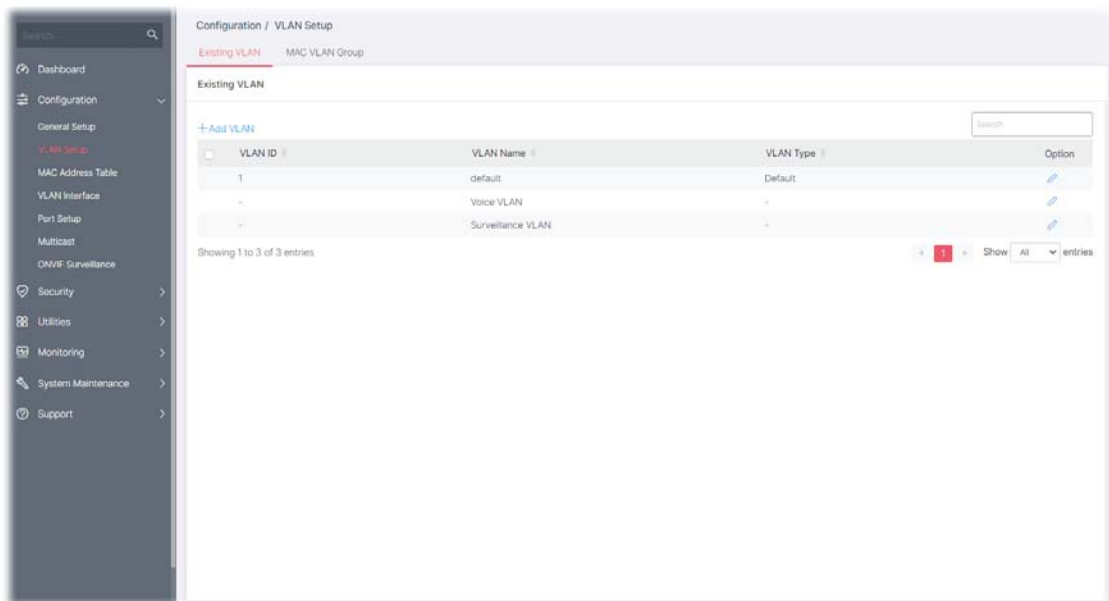 Search...
Dashboard
Configuration
General Setup
VLAN Setup
MAC Address Table
VLAN Interface
Port Setup
Multicast
ONVIF Surveillance
Security
Utilities
Monitoring
System Maintenance
Support
Configuration / VLAN Setup
Existing VLAN MAC VLAN Group
Existing VLAN
+Add VLAN Search
VLAN ID VLAN Name VLAN Type Option
1 default Default
- Voice VLAN -
- Surveillance VLAN -
Showing 1 to 3 of 3 entries « 1 » Show All entries